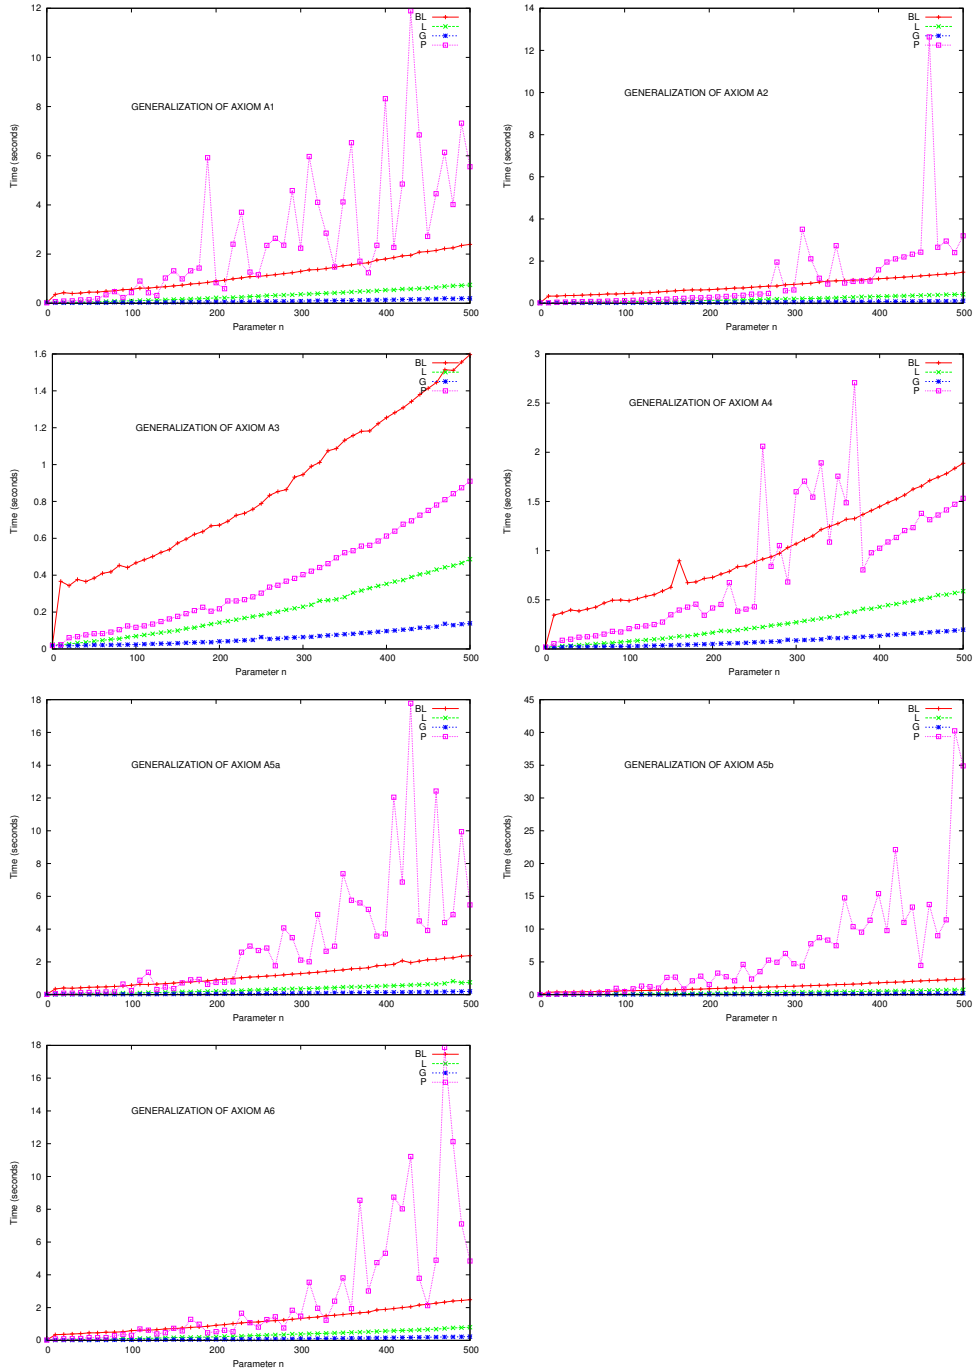 12
10
8
6
4
2
0
Time (seconds)
GENERALIZATION OF AXIOM A1
BL
L
G
P
0 100 200 300 400 500
Parameter n
14
12
10
8
6
4
2
0
Time (seconds)
GENERALIZATION OF AXIOM A2
BL
L
G
P
0 100 200 300 400 500
Parameter n
1.6
1.4
1.2
1
0.8
0.6
0.4
0.2
0
Time (seconds)
GENERALIZATION OF AXIOM A3
BL
L
G
P
0 100 200 300 400 500
Parameter n
3
2.5
2
1.5
1
0.5
0
Time (seconds)
GENERALIZATION OF AXIOM A4
BL
L
G
P
0 100 200 300 400 500
Parameter n
18
16
14
12
10
8
6
4
2
0
Time (seconds)
GENERALIZATION OF AXIOM A5a
BL
L
G
P
0 100 200 300 400 500
Parameter n
45
40
35
30
25
20
15
10
5
0
Time (seconds)
GENERALIZATION OF AXIOM A5b
BL
L
G
P
0 100 200 300 400 500
Parameter n
18
16
14
12
10
8
6
4
2
0
Time (seconds)
GENERALIZATION OF AXIOM A6
BL
L
G
P
0 100 200 300 400 500
Parameter n